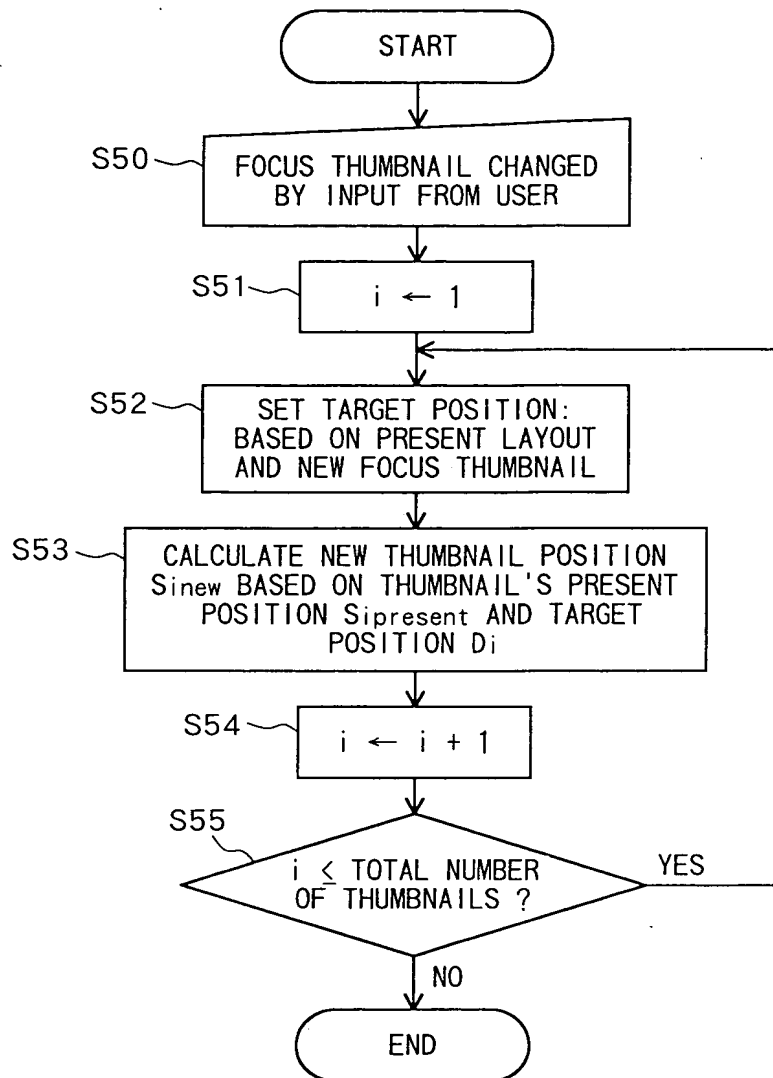 START
S50
FOCUS THUMBNAIL CHANGED
BY INPUT FROM USER
S51
i ← 1
S52
SET TARGET POSITION:
BASED ON PRESENT LAYOUT
AND NEW FOCUS THUMBNAIL
S53
CALCULATE NEW THUMBNAIL POSITION
Sinew BASED ON THUMBNAIL'S PRESENT
POSITION Sipresent AND TARGET
POSITION Di
S54
i ← i + 1
S55
i ≤ TOTAL NUMBER
OF THUMBNAILS ?
YES
NO
END